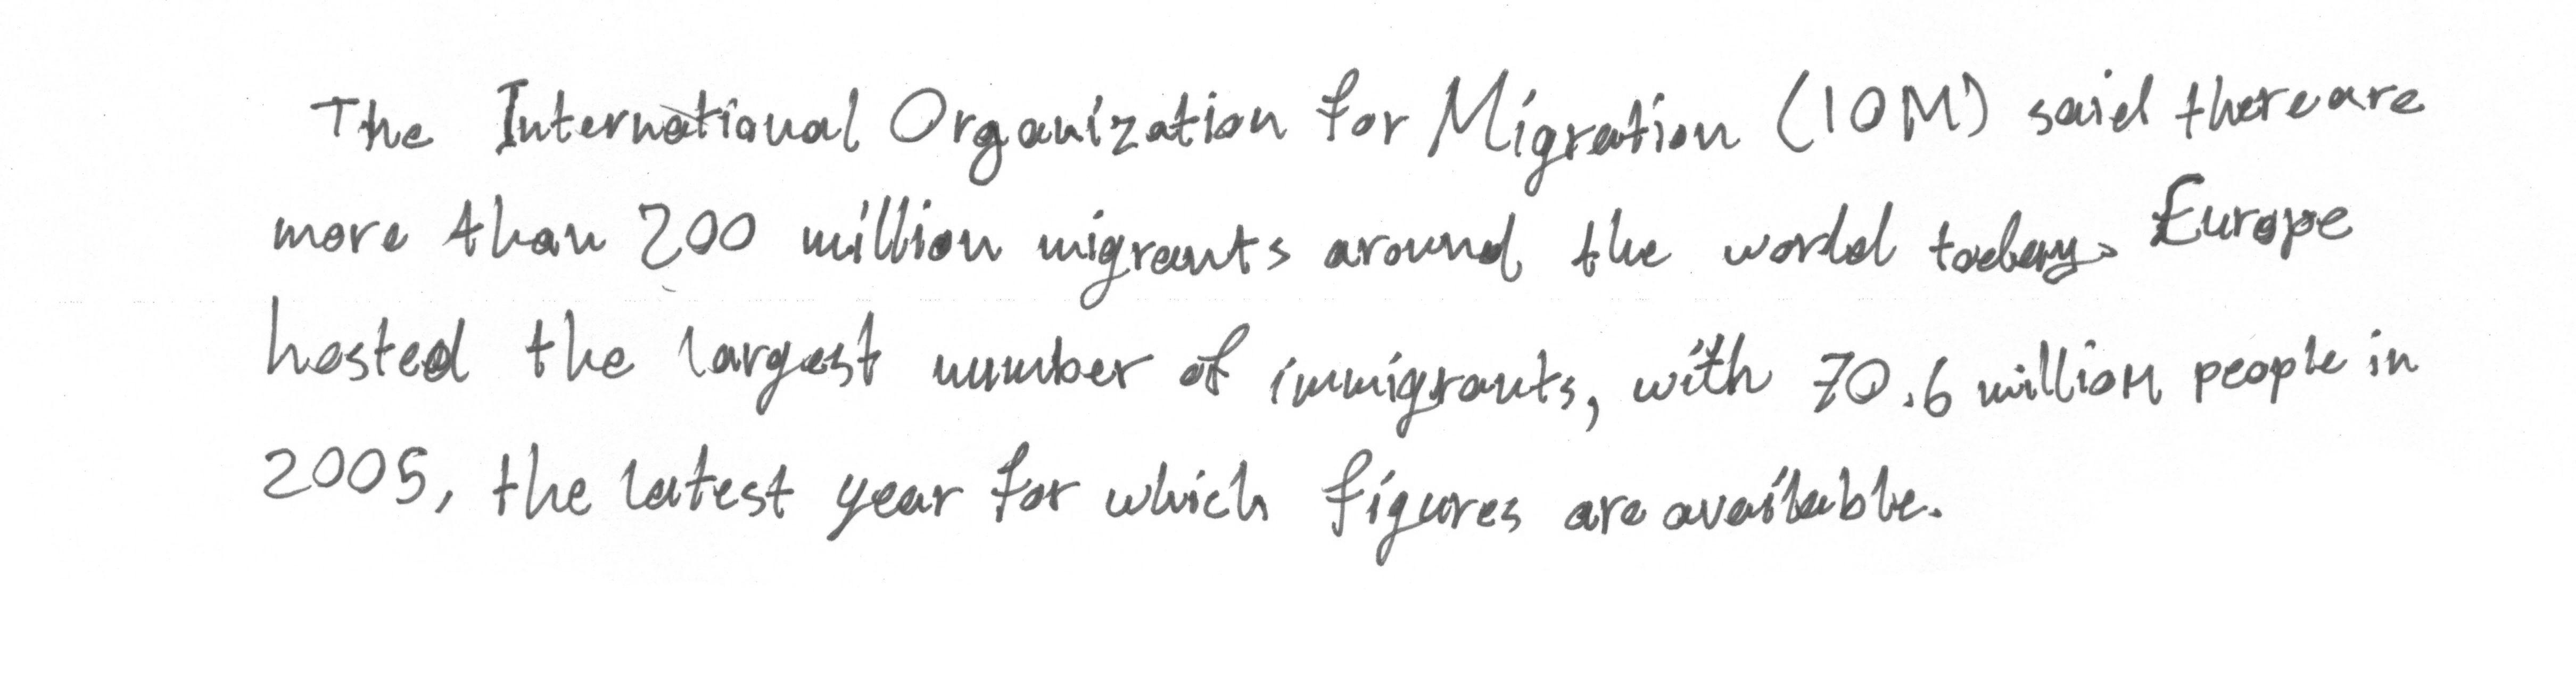 The International Organization for Migration (IOM) said there are
more than 200 million migrants around the world today. Europe
hosted the largest number of immigrants, with 70.6 million people in
2005, the latest year for which figures are available.